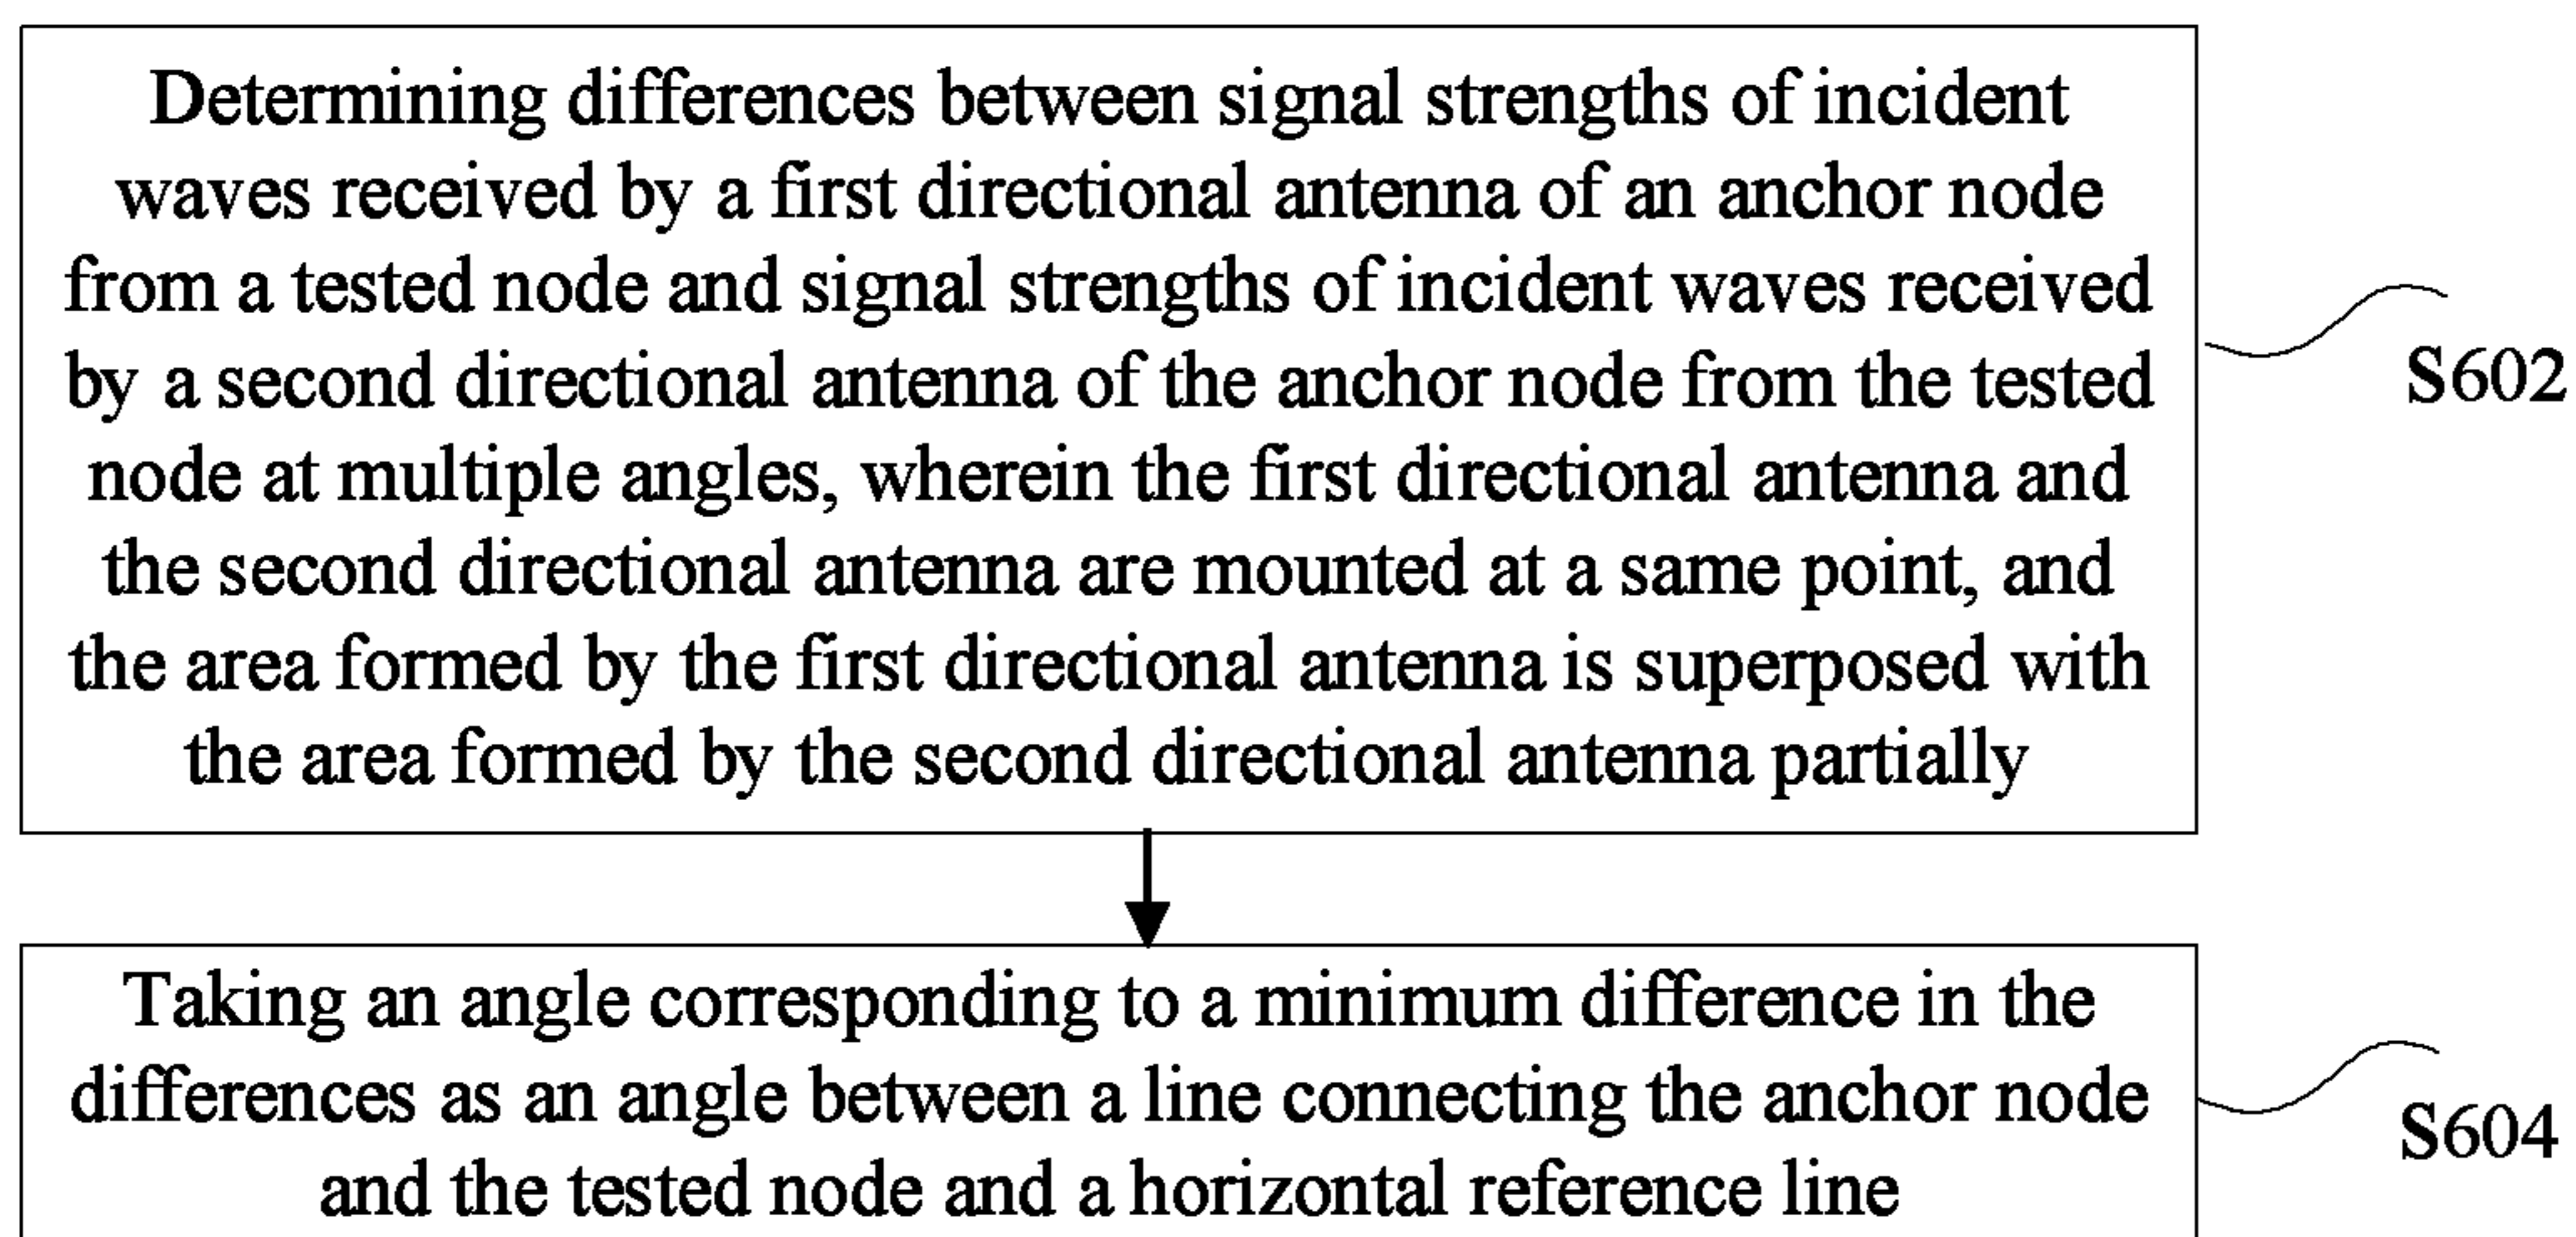 Determining differences between signal strengths of incident
waves received by a first directional antenna of an anchor node
from a tested node and signal strengths of incident waves received
by a second directional antenna of the anchor node from the tested
node at multiple angles, wherein the first directional antenna and
the second directional antenna are mounted at a same point, and
the area formed by the first directional antenna is superposed with
the area formed by the second directional antenna partially
S602
Taking an angle corresponding to a minimum difference in the
differences as an angle between a line connecting the anchor node
and the tested node and a horizontal reference line
S604